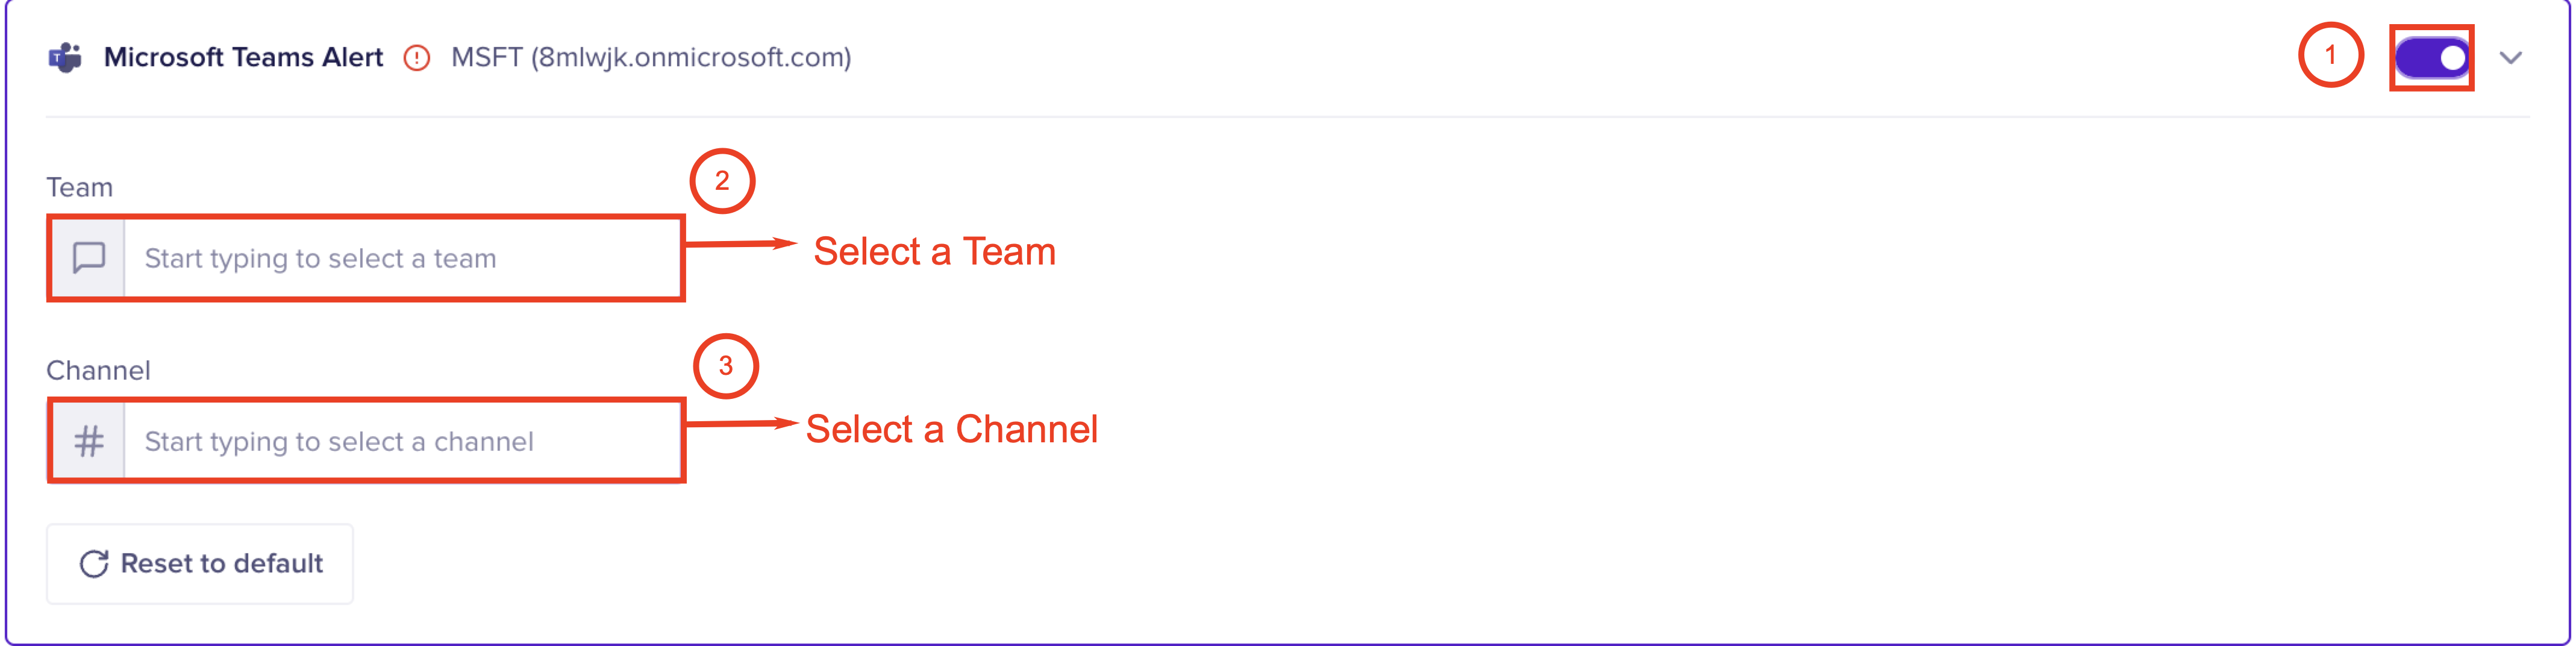 Microsoft Teams Alert MSFT (8mlwjk.onmicrosoft.com) 1
Team
2
Start typing to select a team
Select a Team
Channel
3
Start typing to select a channel
Select a Channel
Reset to default